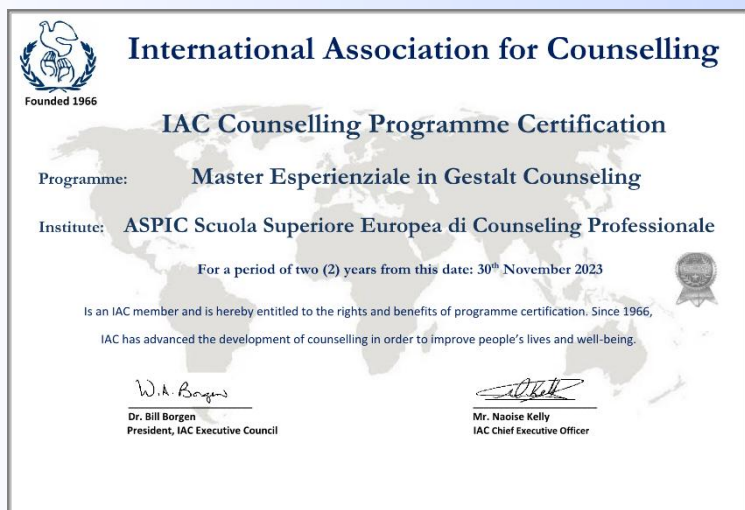 International Association for Counselling
Founded 1966
IAC Counselling Programme Certification
Programme: Master Esperienziale in Gestalt Counseling
Institute: ASPIC Scuola Superiore Europea di Counseling Professionale
For a period of two (2) years from this date: 30th November 2023
Is an IAC member and is hereby entitled to the rights and benefits of programme certification. Since 1966,
IAC has advanced the development of counselling in order to improve people's lives and well-being.
W.A. Borgen
Dr. Bill Borgen
President, IAC Executive Council
Mr. Naoise Kelly
IAC Chief Executive Officer